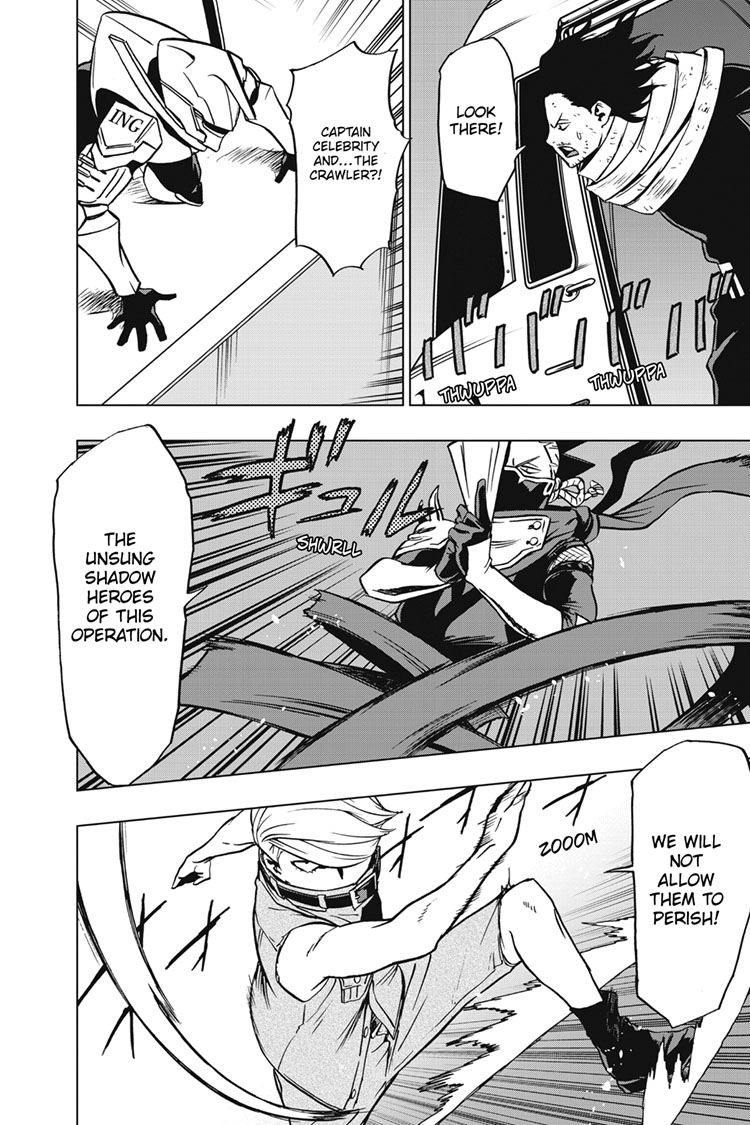 LOOK
THERE!
THWUPPA
THWUPPA
CAPTAIN
CELEBRITY
AND...THE
CRAWLER?!
ING
ギュルル
SHWRLL
THE
UNSUNG
SHADOW
HEROES
OF THIS
OPERATION.
WE WILL
NOT
ALLOW
THEM TO
PERISH!
ZOOOM